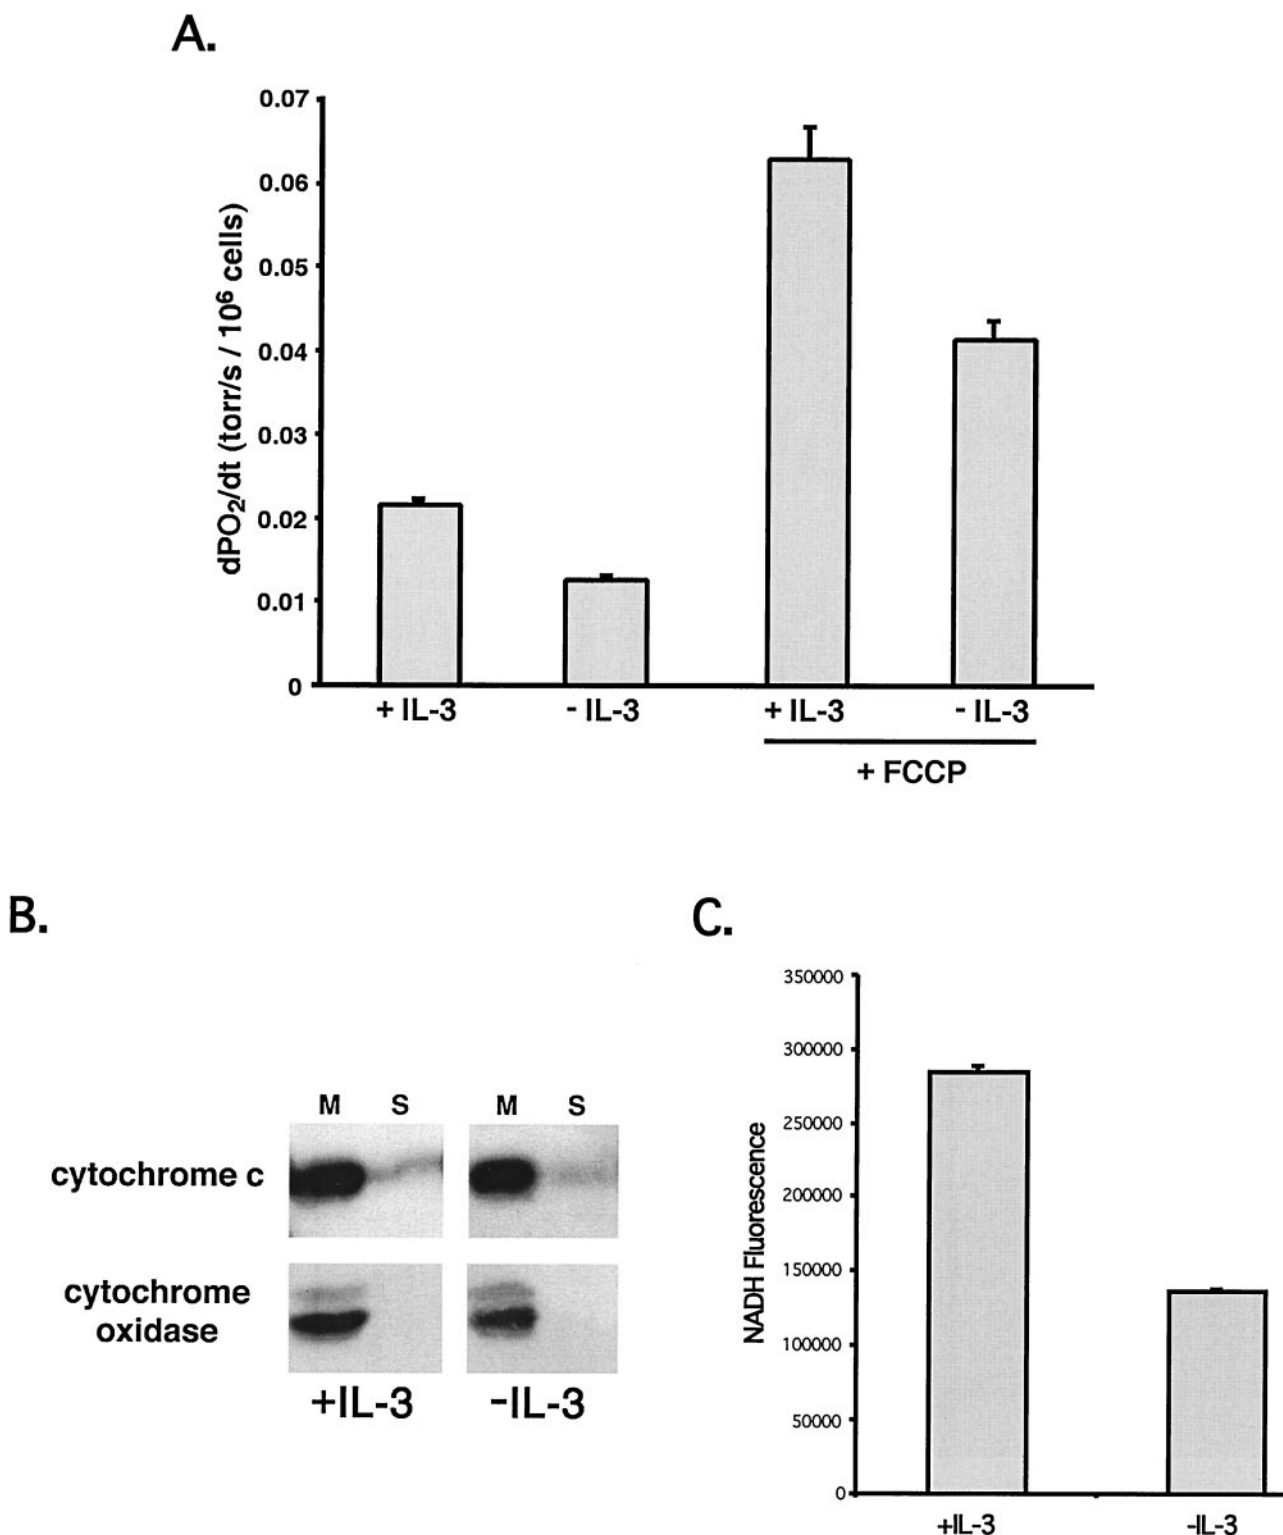 A.
0.07
0.06
0.05
0.04
0.03
0.02
0.01
0
dPO₂/dt (torr/s / 10⁶ cells)
+ IL-3 - IL-3 + IL-3 - IL-3
+ FCCP
B.
M S M S
cytochrome c
cytochrome
oxidase
+IL-3 -IL-3
C.
350000
300000
250000
200000
150000
100000
50000
0
NADH Fluorescence
+IL-3 -IL-3